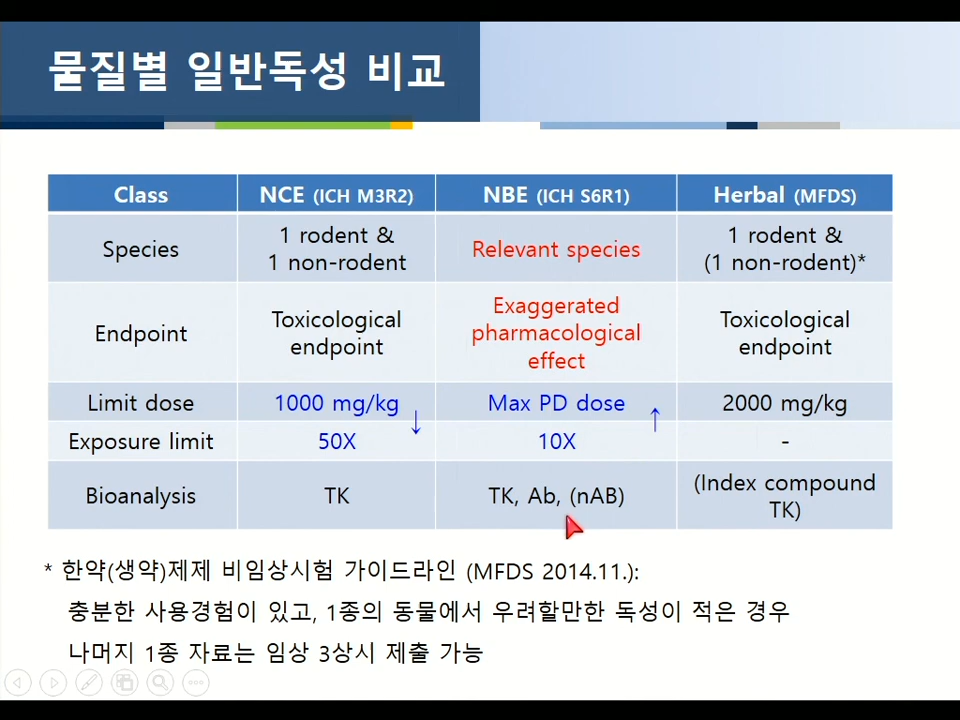 물질별 일반독성 비교
Class NCE (ICH M3R2) NBE (ICH S6R1) Herbal (MFDS)
Species 1 rodent & 1 non-rodent Relevant species 1 rodent & (1 non-rodent)*
Endpoint Toxicological endpoint Exaggerated pharmacological effect Toxicological endpoint
Limit dose 1000 mg/kg ↓ Max PD dose ↑ 2000 mg/kg
Exposure limit 50X 10X -
Bioanalysis TK TK, Ab, (nAB) (Index compound TK)
* 한약(생약)제제 비임상시험 가이드라인 (MFDS 2014.11.):
충분한 사용경험이 있고, 1종의 동물에서 우려할만한 독성이 적은 경우
나머지 1종 자료는 임상 3상시 제출 가능